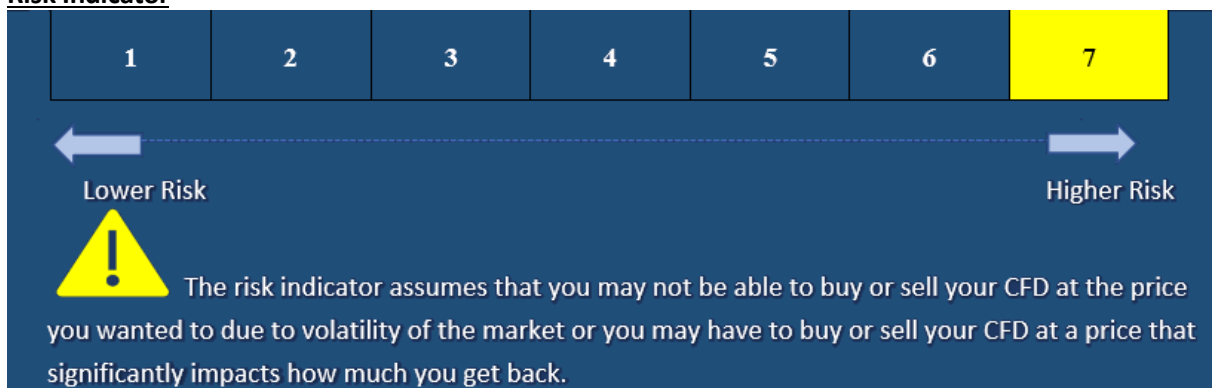 Risk Indicator
1 2 3 4 5 6 7
Lower Risk Higher Risk
! The risk indicator assumes that you may not be able to buy or sell your CFD at the price
you wanted to due to volatility of the market or you may have to buy or sell your CFD at a price that
significantly impacts how much you get back.